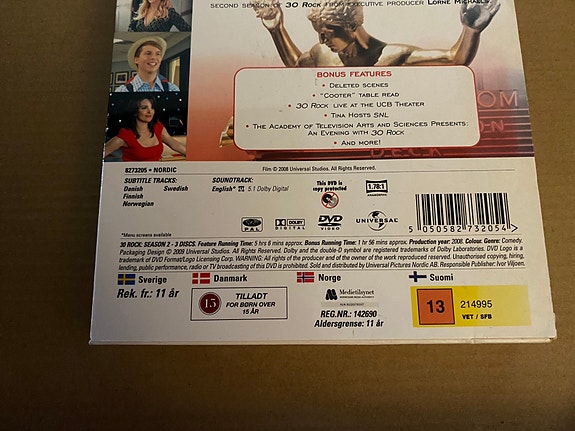 SECOND SEASON OF 30 ROCK FROM EXECUTIVE PRODUCER LORNE MICHAELS.
BONUS FEATURES
• DELETED SCENES
• "COOTER" TABLE READ
• 30 ROCK LIVE AT THE UCB THEATER
• TINA HOSTS SNL
• THE ACADEMY OF TELEVISION ARTS AND SCIENCES PRESENTS:
AN EVENING WITH 30 ROCK
• AND MORE!
8273205 • NORDIC
Film © 2008 Universal Studios. All Rights Reserved.
SUBTITLE TRACKS:
Danish Swedish
Finnish
Norwegian
SOUNDTRACK:
English* 5.1 Dolby Digital
This DVD is copy protected
1.78:1
ANAMORPHIC
*Menu screens available
PAL
DOLBY DIGITAL
DVD VIDEO
UNIVERSAL
5 050582 732054 >
30 ROCK: SEASON 2 - 3 DISCS. Feature Running Time: 5 hrs 6 mins approx. Bonus Running Time: 1 hr 56 mins approx. Production year: 2008. Colour. Genre: Comedy.
Packaging Design © 2009 Universal Studios. All Rights Reserved. Dolby and the double-D symbol are registered trademarks of Dolby Laboratories. DVD Logo is a
trademark of DVD Format/Logo Licensing Corp. WARNING: All rights of the producer and of the owner of the work reproduced reserved. Unauthorised copying, hiring,
lending, public performance, radio or TV broadcasting of this DVD is prohibited. Sold and distributed by Universal Pictures Nordic AB. Responsible Publisher: Ivor Viljoen.
Sverige
Rek. fr.: 11 år
Danmark
15
TILLADT
FOR BØRN OVER
15 ÅR
Norge
Medietilsynet
REG.NR.: 142690
Aldersgrense: 11 år
Suomi
13
214995
VET / SFB